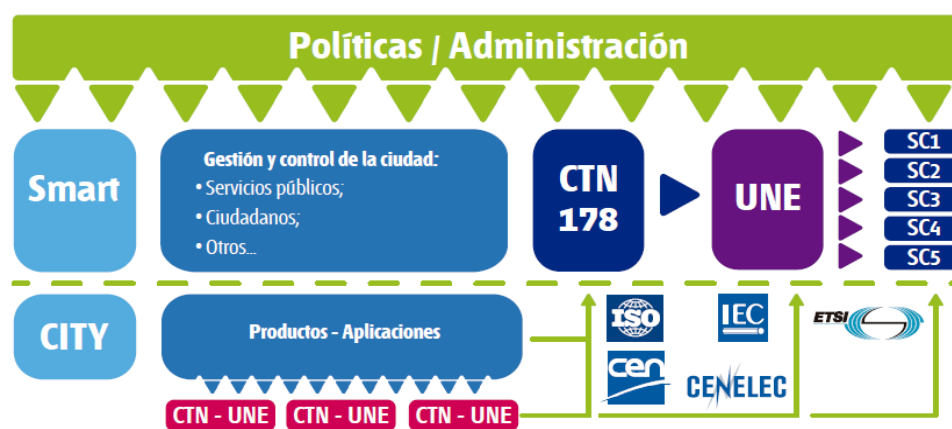 Políticas / Administración
Smart
Gestión y control de la ciudad:
• Servicios públicos;
• Ciudadanos;
• Otros...
CTN
178
UNE
SC1
SC2
SC3
SC4
SC5
CITY
Productos - Aplicaciones
ISO
IEC
ETSI
cen
CENELEC
CTN - UNE
CTN - UNE
CTN - UNE